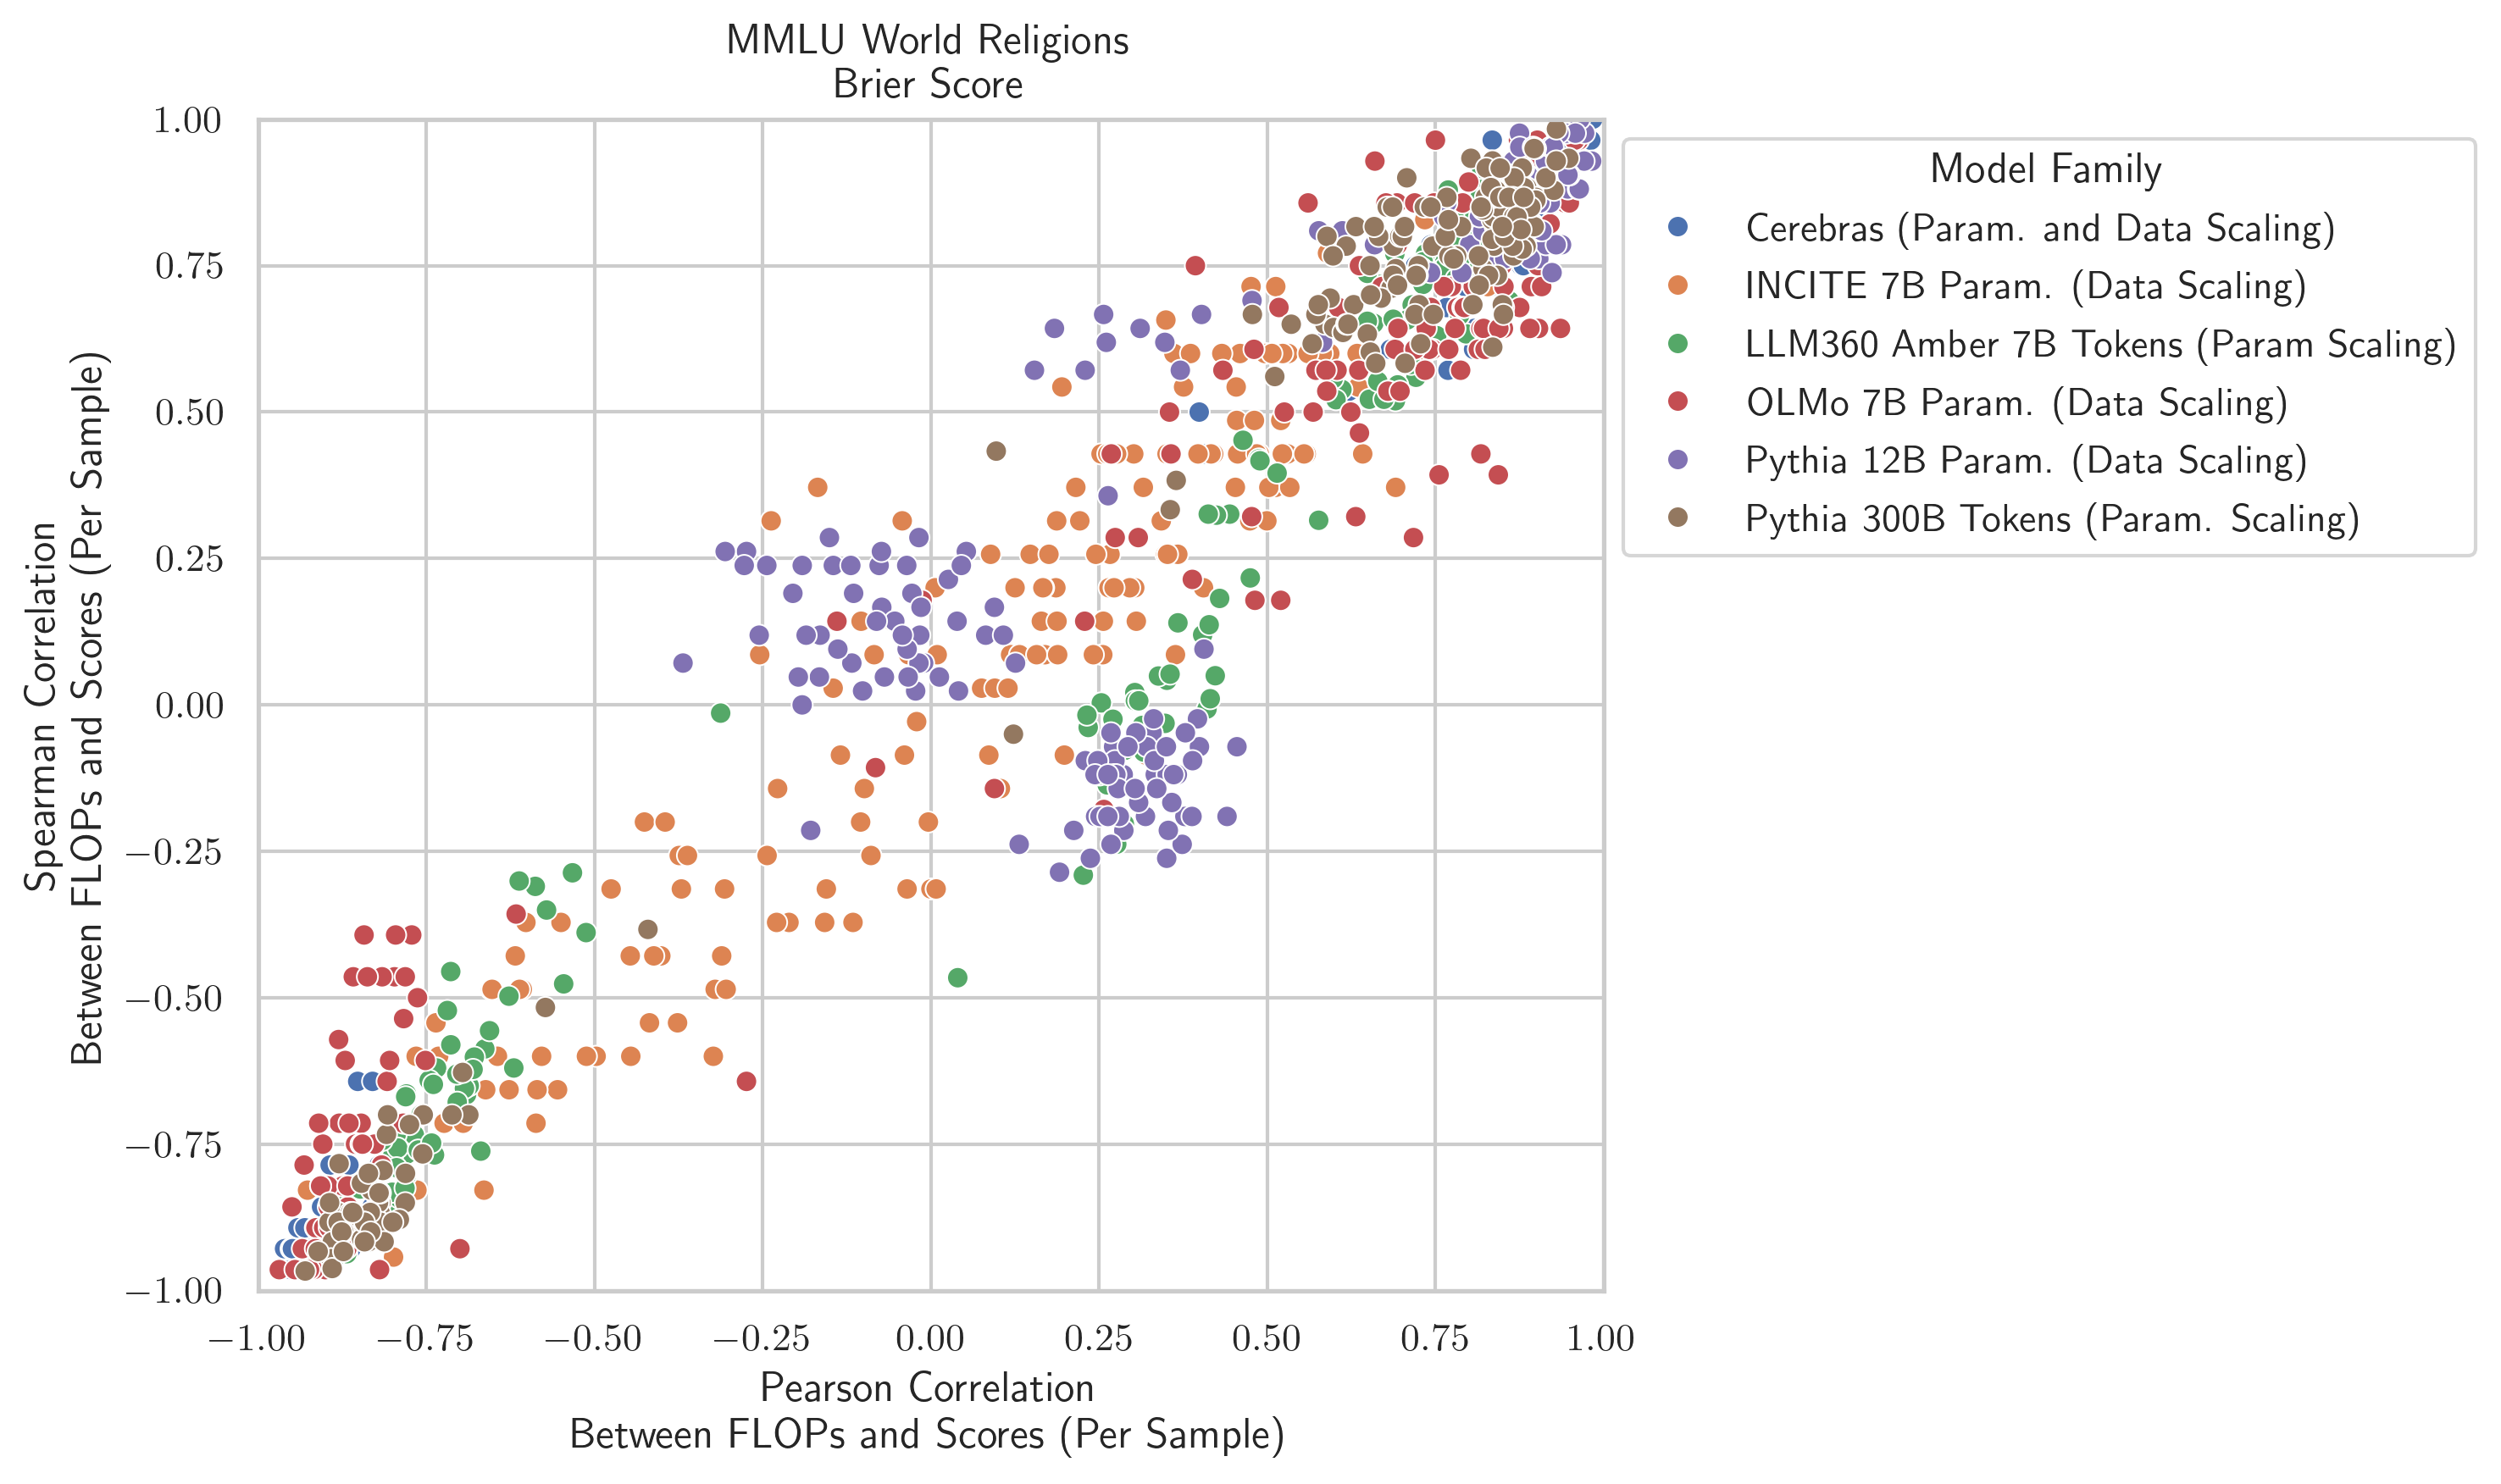 MMLU World Religions
Brier Score
Spearman Correlation
Between FLOPs and Scores (Per Sample)
1.00
0.75
0.50
0.25
0.00
−0.25
−0.50
−0.75
−1.00
−1.00 −0.75 −0.50 −0.25 0.00 0.25 0.50 0.75 1.00
Pearson Correlation
Between FLOPs and Scores (Per Sample)
Model Family
Cerebras (Param. and Data Scaling)
INCITE 7B Param. (Data Scaling)
LLM360 Amber 7B Tokens (Param Scaling)
OLMo 7B Param. (Data Scaling)
Pythia 12B Param. (Data Scaling)
Pythia 300B Tokens (Param. Scaling)